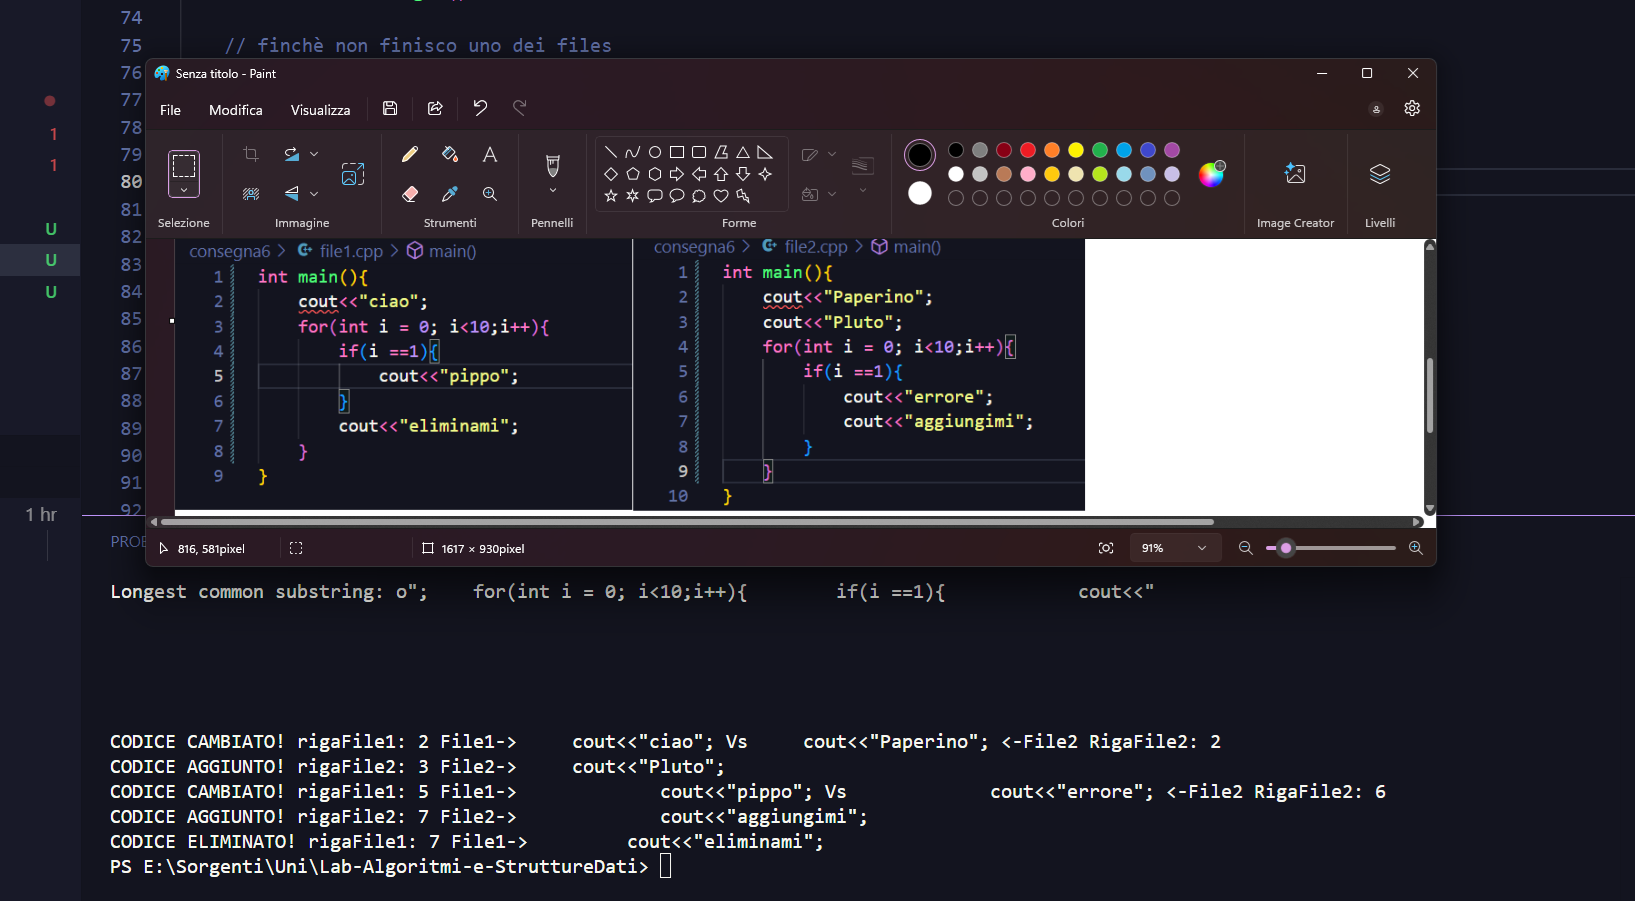 74
75 // finchè non finisco uno dei files
76
77
78
79
80
81
82
83
84
85
86
87
88
89
90
91
92
1
1
U
U
U
1 hr
Senza titolo - Paint
File Modifica Visualizza
Selezione Immagine Strumenti Pennelli Forme Colori Image Creator Livelli
consegna6 > file1.cpp > main()
1 int main(){
2 cout<<"ciao";
3 for(int i = 0; i<10;i++){
4 if(i ==1){
5 cout<<"pippo";
6 }
7 cout<<"eliminami";
8 }
9 }
consegna6 > file2.cpp > main()
1 int main(){
2 cout<<"Paperino";
3 cout<<"Pluto";
4 for(int i = 0; i<10;i++){
5 if(i ==1){
6 cout<<"errore";
7 cout<<"aggiungimi";
8 }
9 }
10 }
816, 581pixel 1617 × 930pixel 91%
PROB
Longest common substring: o"; for(int i = 0; i<10;i++){ if(i ==1){ cout<<"
CODICE CAMBIATO! rigaFile1: 2 File1-> cout<<"ciao"; Vs cout<<"Paperino"; <-File2 RigaFile2: 2
CODICE AGGIUNTO! rigaFile2: 3 File2-> cout<<"Pluto";
CODICE CAMBIATO! rigaFile1: 5 File1-> cout<<"pippo"; Vs cout<<"errore"; <-File2 RigaFile2: 6
CODICE AGGIUNTO! rigaFile2: 7 File2-> cout<<"aggiungimi";
CODICE ELIMINATO! rigaFile1: 7 File1-> cout<<"eliminami";
PS E:\Sorgenti\Uni\Lab-Algoritmi-e-StruttureDati>